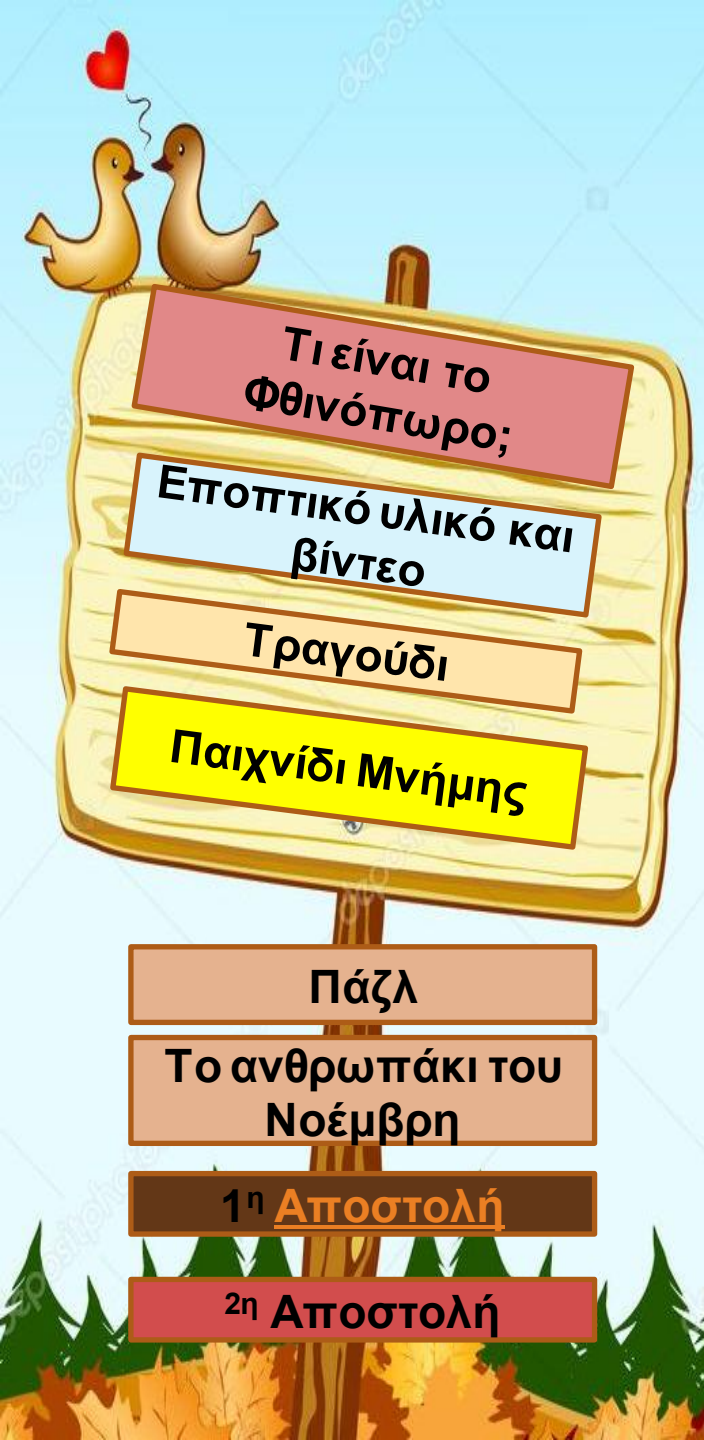 Τι είναι το
Φθινόπωρο;
Εποπτικό υλικό και
βίντεο
Τραγούδι
Παιχνίδι Μνήμης
Πάζλ
Το ανθρωπάκι του
Νοέμβρη
1η Αποστολή
2η Αποστολή